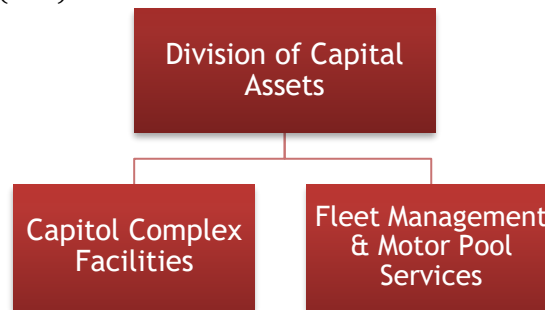 Division of Capital
Assets
Capitol Complex
Facilities
Fleet Management
& Motor Pool
Services